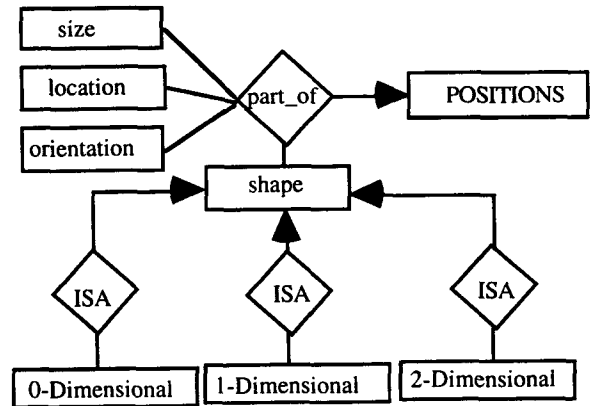 size
location
orientation
part_of
POSITIONS
shape
ISA
ISA
ISA
0-Dimensional
1-Dimensional
2-Dimensional